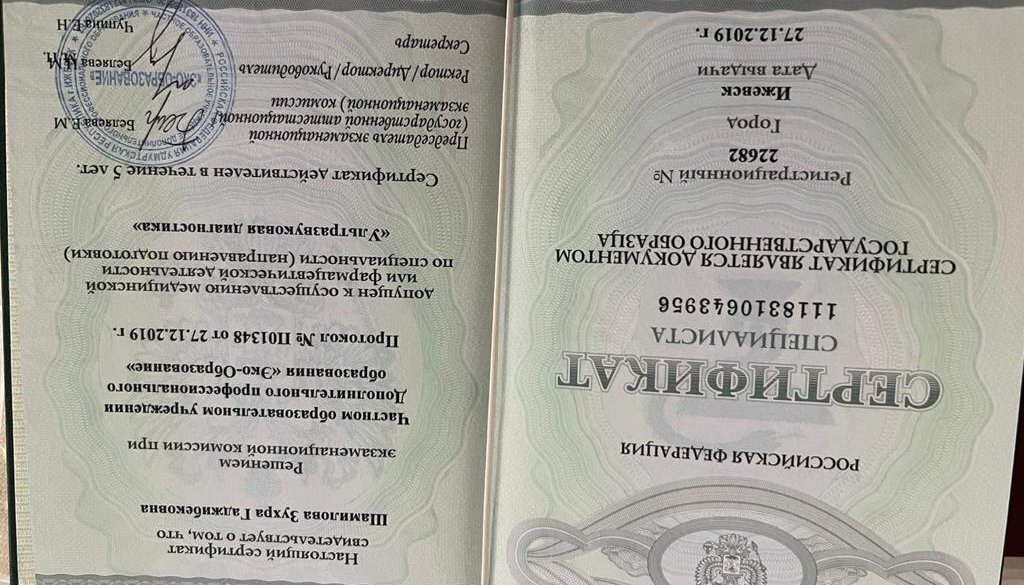 РОССИЙСКАЯ ФЕДЕРАЦИЯ
СЕРТИФИКАТ
СПЕЦИАЛИСТА
1118310643956
СЕРТИФИКАТ ЯВЛЯЕТСЯ ДОКУМЕНТОМ
ГОСУДАРСТВЕННОГО ОБРАЗЦА
Регистрационный №
22682
Город
Ижевск
Дата выдачи
27.12.2019 г.
Настоящий сертификат
свидетельствует о том, что
Шамилова Зухра Гаджибековна
Решением
экзаменационной комиссии при
Частном образовательном учреждении
Дополнительного профессионального
образования «Эко-Образование»
Протокол № П01348 от 27.12.2019 г.
допущен к осуществлению медицинской
или фармацевтической деятельности
по специальности (направлению подготовки)
«Ультразвуковая диагностика»
Сертификат действителен в течение 5 лет.
Председатель экзаменационной
(государственной аттестационной)
экзаменационной) комиссии
Беляева Е.М
Ректор/Директор/Руководитель
Беляева М.Н.
Секретарь
Чупина Е.Н
«ЭКО-ОБРАЗОВАНИЕ»